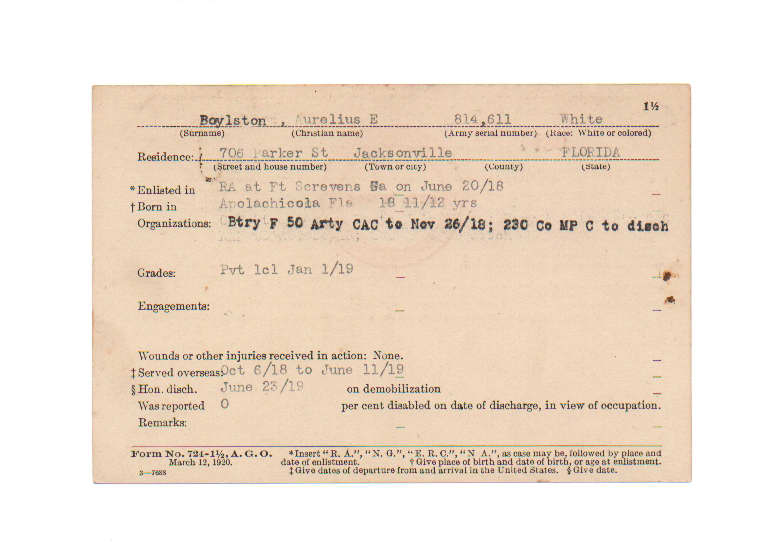 1½
Boylston , Aurelius E 814,611 White
(Surname) (Christian name) (Army serial number) (Race: White or colored)
Residence: 706 Parker St Jacksonville FLORIDA
(Street and house number) (Town or city) (County) (State)
*Enlisted in RA at Ft Screvens Ga on June 20/18
†Born in Apolachicola Fla 18 11/12 yrs
Organizations: Btry F 50 Arty CAC to Nov 26/18; 230 Co MP C to disch
Grades: Pvt 1cl Jan 1/19 —
Engagements: —
Wounds or other injuries received in action: None.
‡Served overseas: Oct 6/18 to June 11/19
§Hon. disch. June 23/19 on demobilization
Was reported 0 per cent disabled on date of discharge, in view of occupation.
Remarks: —
Form No. 724-1½, A. G. O. *Insert "R. A.", "N. G.", "E. R. C.", "N A.", as case may be, followed by place and
March 12, 1920. date of enlistment. †Give place of birth and date of birth, or age at enlistment.
3—7688 ‡Give dates of departure from and arrival in the United States. §Give date.